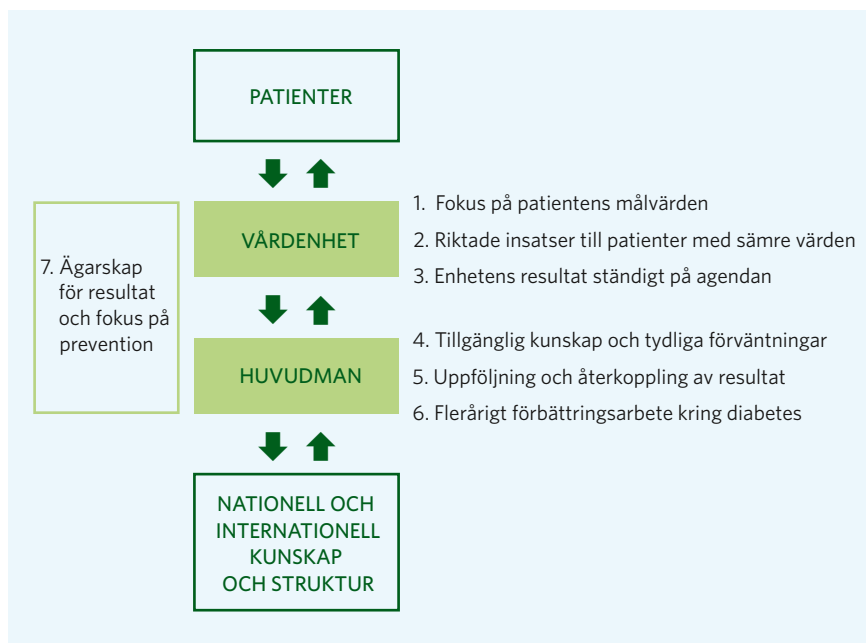 PATIENTER
VÅRDENHET
1. Fokus på patientens målvärden
2. Riktade insatser till patienter med sämre värden
3. Enhetens resultat ständigt på agendan
7. Ägarskap
för resultat
och fokus på
prevention
HUVUDMAN
4. Tillgänglig kunskap och tydliga förväntningar
5. Uppföljning och återkoppling av resultat
6. Flerårigt förbättringsarbete kring diabetes
NATIONELL OCH
INTERNATIONELL
KUNSKAP
OCH STRUKTUR